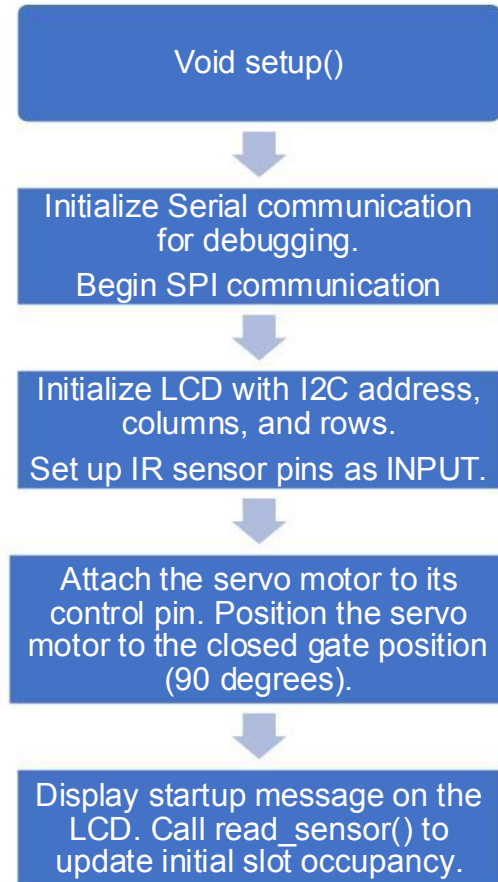 Void setup()
Initialize Serial communication
for debugging.
Begin SPI communication
Initialize LCD with I2C address,
columns, and rows.
Set up IR sensor pins as INPUT.
Attach the servo motor to its
control pin. Position the servo
motor to the closed gate position
(90 degrees).
Display startup message on the
LCD. Call read_sensor() to
update initial slot occupancy.